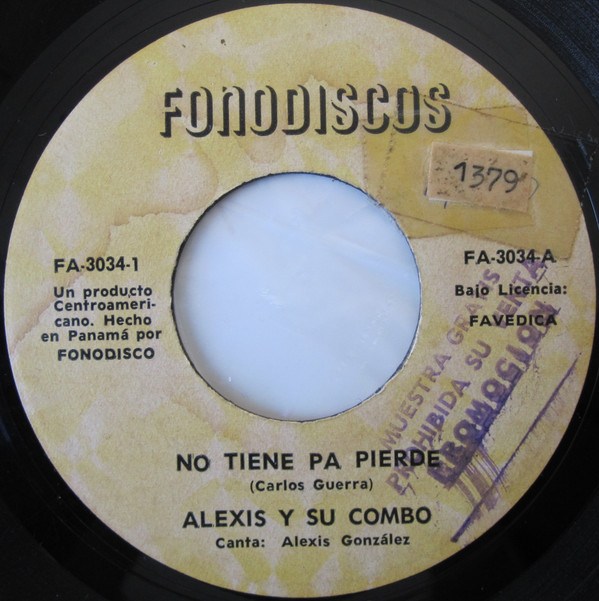 FONODISCOS
1379
FA-3034-1
Un producto
Centroameri-
cano. Hecho
en Panamá por
FONODISCO
FA-3034-A
Bajo Licencia:
FAVEDICA
MUESTRA GRATIS
PROHIBIDA SU VENTA
PROMOCION
NO TIENE PA PIERDE
(Carlos Guerra)
ALEXIS Y SU COMBO
Canta: Alexis González